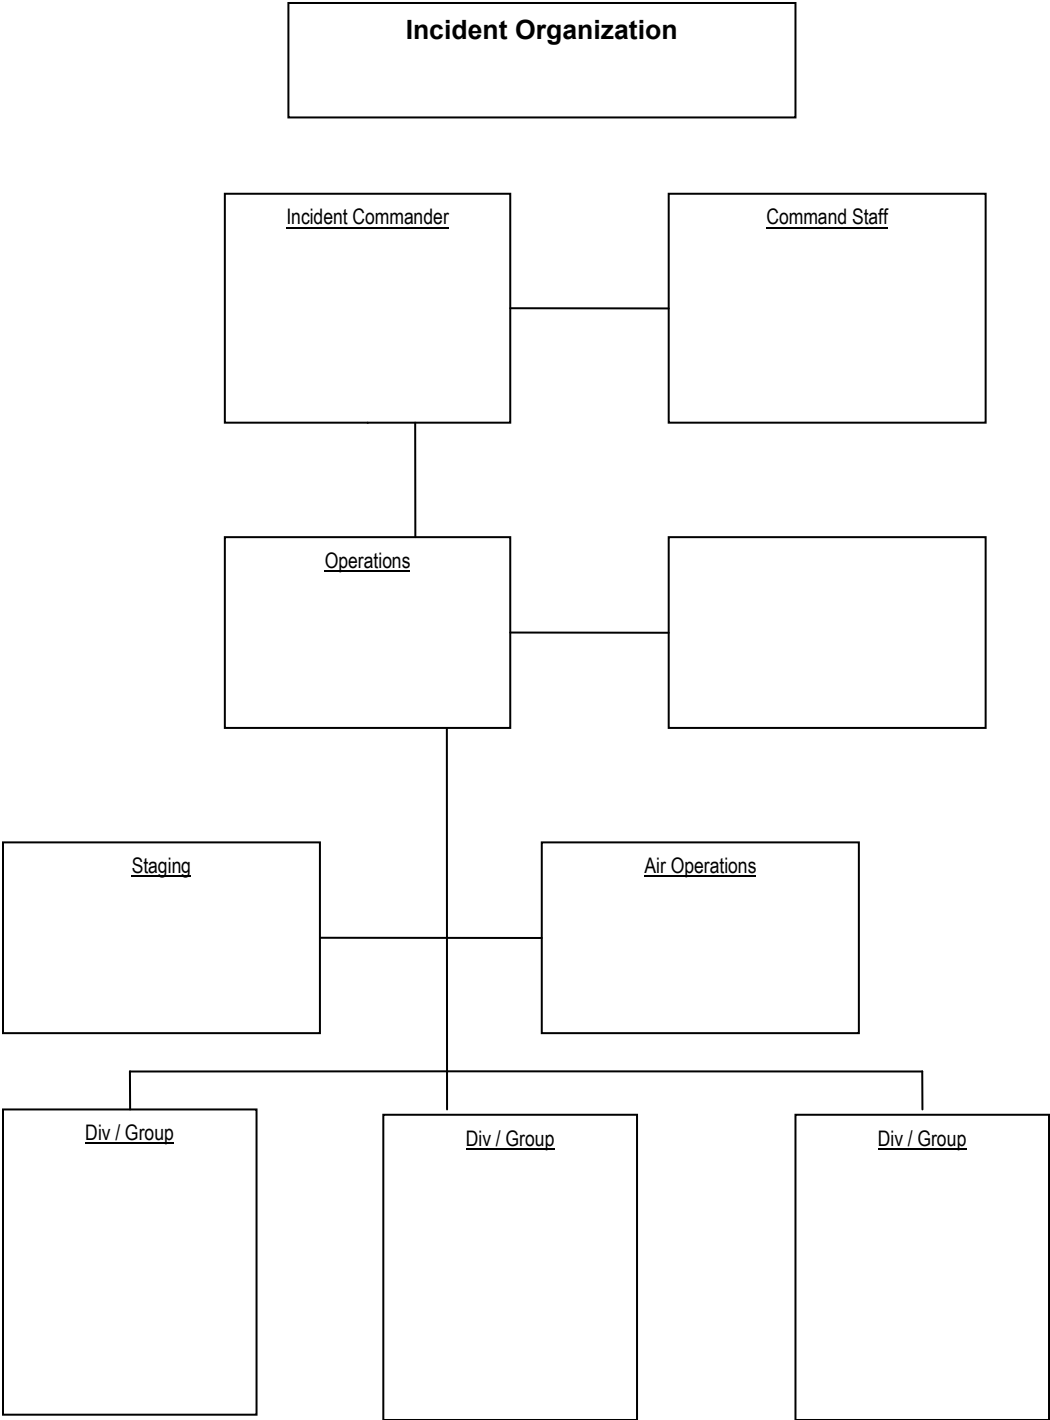 Incident Organization
Incident Commander
Command Staff
Operations
Staging
Air Operations
Div / Group
Div / Group
Div / Group